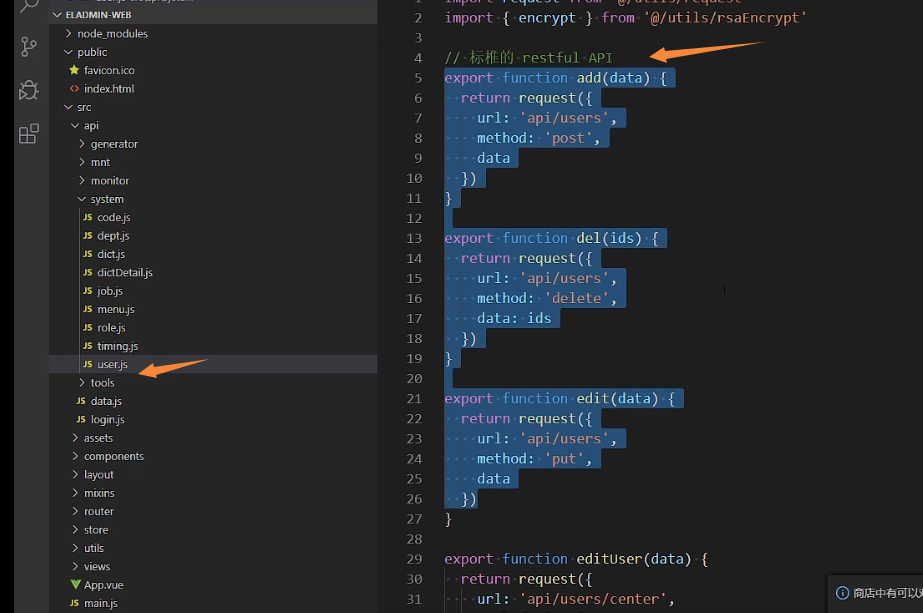 ELADMIN-WEB
node_modules
public
favicon.ico
index.html
src
api
generator
mnt
monitor
system
JS code.js
JS dept.js
JS dict.js
JS dictDetail.js
JS job.js
JS menu.js
JS role.js
JS timing.js
JS user.js
tools
JS data.js
JS login.js
assets
components
layout
mixins
router
store
utils
views
App.vue
JS main.js
2 import { encrypt } from '@/utils/rsaEncrypt'
3
4 // 标椎的 restful API
5 export function add(data) {
6 return request({
7 url: 'api/users',
8 method: 'post',
9 data
10 })
11 }
12
13 export function del(ids) {
14 return request({
15 url: 'api/users',
16 method: 'delete',
17 data: ids
18 })
19 }
20
21 export function edit(data) {
22 return request({
23 url: 'api/users',
24 method: 'put',
25 data
26 })
27 }
28
29 export function editUser(data) {
30 return request({
31 url: 'api/users/center',
商店中有可以